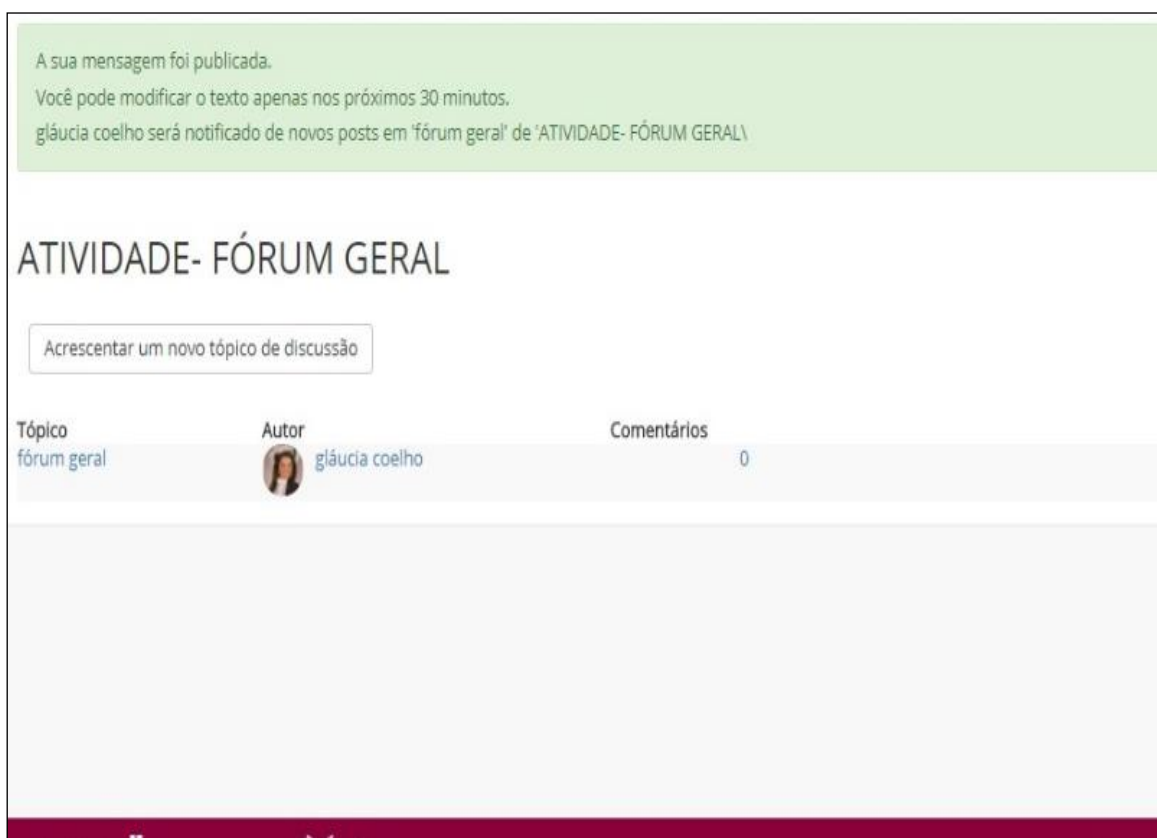 A sua mensagem foi publicada.
Você pode modificar o texto apenas nos próximos 30 minutos.
gláucia coelho será notificado de novos posts em 'fórum geral' de 'ATIVIDADE- FÓRUM GERAL\
ATIVIDADE- FÓRUM GERAL
Acrescentar um novo tópico de discussão
Tópico Autor Comentários
fórum geral gláucia coelho 0